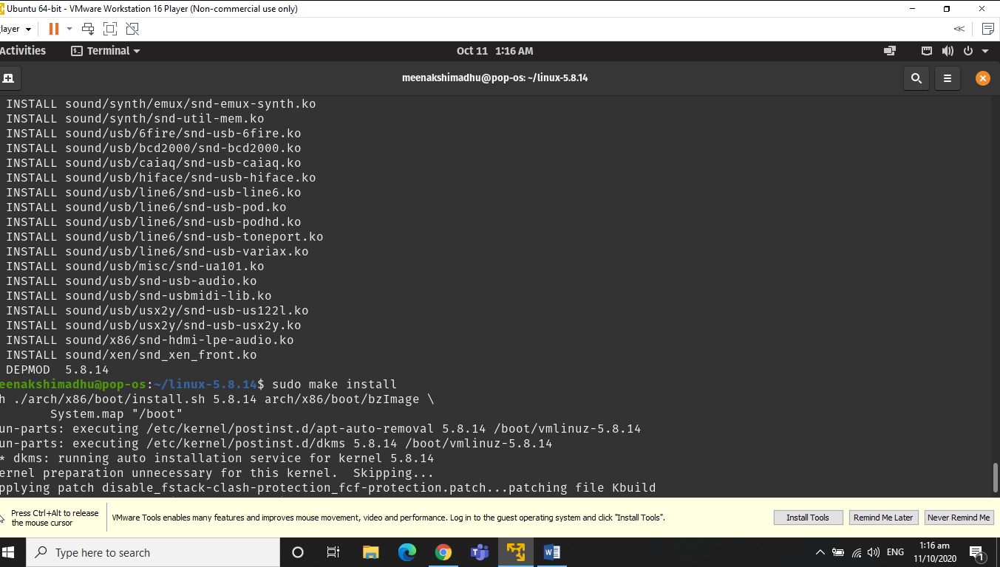 Ubuntu 64-bit - VMware Workstation 16 Player (Non-commercial use only)
layer
Activities Terminal Oct 11 1:16 AM
meenakshimadhu@pop-os: ~/linux-5.8.14
INSTALL sound/synth/emux/snd-emux-synth.ko
INSTALL sound/synth/snd-util-mem.ko
INSTALL sound/usb/6fire/snd-usb-6fire.ko
INSTALL sound/usb/bcd2000/snd-bcd2000.ko
INSTALL sound/usb/caiaq/snd-usb-caiaq.ko
INSTALL sound/usb/hiface/snd-usb-hiface.ko
INSTALL sound/usb/line6/snd-usb-line6.ko
INSTALL sound/usb/line6/snd-usb-pod.ko
INSTALL sound/usb/line6/snd-usb-podhd.ko
INSTALL sound/usb/line6/snd-usb-toneport.ko
INSTALL sound/usb/line6/snd-usb-variax.ko
INSTALL sound/usb/misc/snd-ua101.ko
INSTALL sound/usb/snd-usb-audio.ko
INSTALL sound/usb/snd-usbmidi-lib.ko
INSTALL sound/usb/usx2y/snd-usb-us122l.ko
INSTALL sound/usb/usx2y/snd-usb-usx2y.ko
INSTALL sound/x86/snd-hdmi-lpe-audio.ko
INSTALL sound/xen/snd_xen_front.ko
DEPMOD 5.8.14
eenakshimadhu@pop-os:~/linux-5.8.14$ sudo make install
h ./arch/x86/boot/install.sh 5.8.14 arch/x86/boot/bzImage \
System.map "/boot"
un-parts: executing /etc/kernel/postinst.d/apt-auto-removal 5.8.14 /boot/vmlinuz-5.8.14
un-parts: executing /etc/kernel/postinst.d/dkms 5.8.14 /boot/vmlinuz-5.8.14
* dkms: running auto installation service for kernel 5.8.14
ernel preparation unnecessary for this kernel. Skipping...
pplying patch disable_fstack-clash-protection_fcf-protection.patch...patching file Kbuild
Press Ctrl+Alt to release
the mouse cursor
VMware Tools enables many features and improves mouse movement, video and performance. Log in to the guest operating system and click "Install Tools".
Install Tools Remind Me Later Never Remind Me
Type here to search
ENG
1:16 am
11/10/2020
1